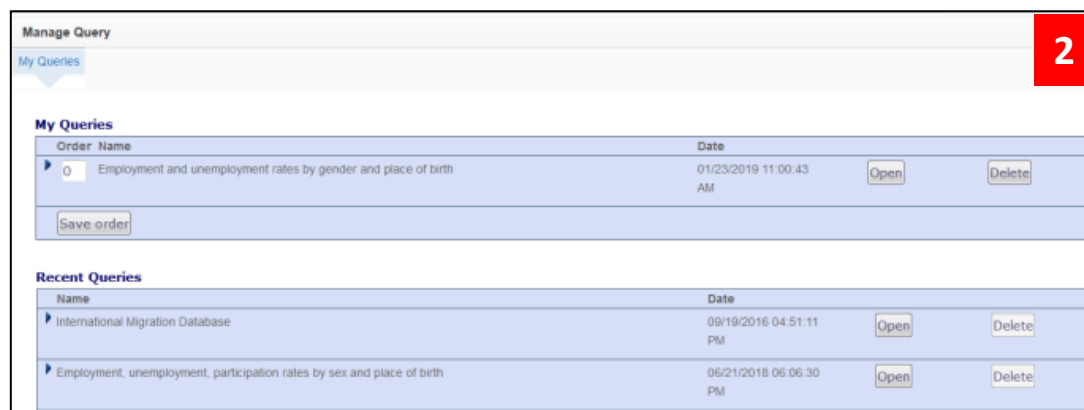 Manage Query
2
My Queries
My Queries
Order Name Date
0 Employment and unemployment rates by gender and place of birth 01/23/2019 11:00:43 Open Delete
AM
Save order
Recent Queries
Name Date
International Migration Database 09/19/2016 04:51:11 Open Delete
PM
Employment, unemployment, participation rates by sex and place of birth 06/21/2018 06:06:30 Open Delete
PM